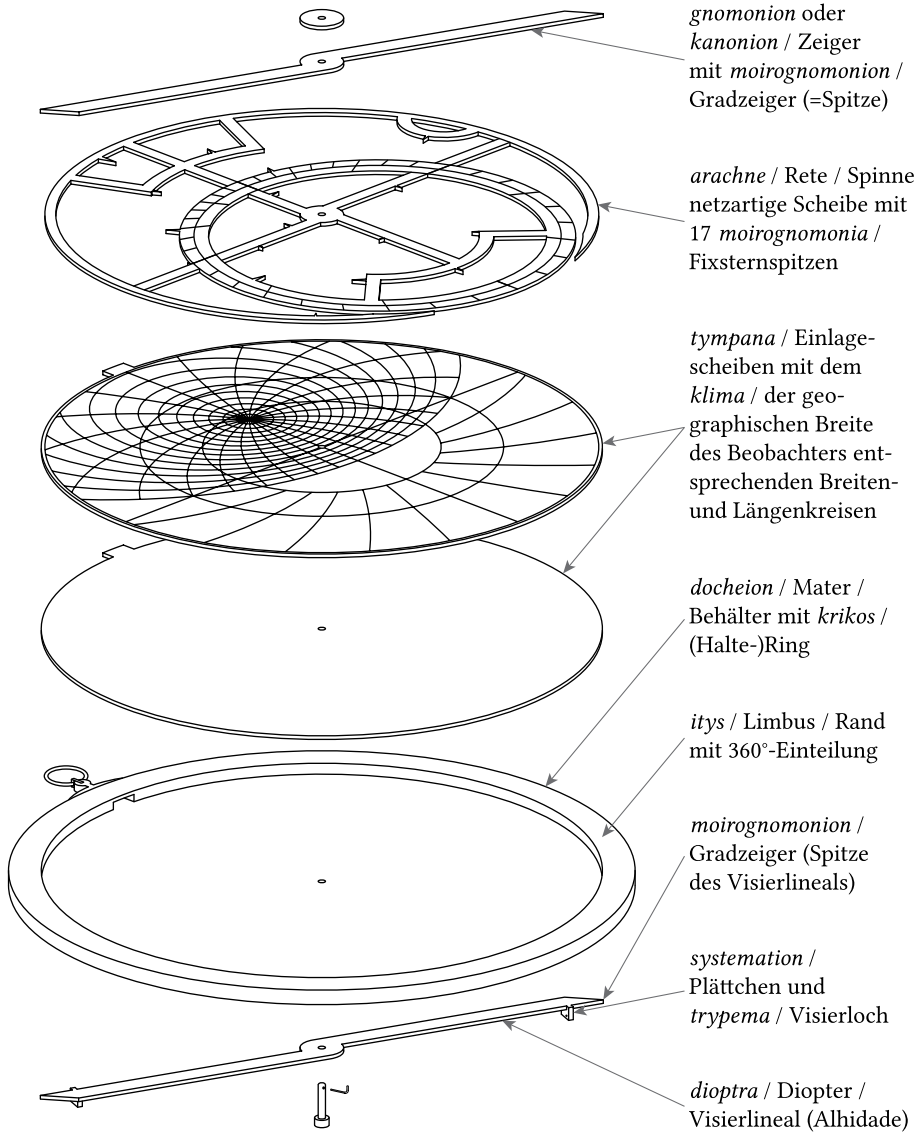 gnomonion oder
kanonion / Zeiger
mit moirognomonion /
Gradzeiger (=Spitze)
arachne / Rete / Spinne
netzartige Scheibe mit
17 moirognomonia /
Fixsternspitzen
tympana / Einlage-
scheiben mit dem
klima / der geo-
graphischen Breite
des Beobachters ent-
sprechenden Breiten-
und Längenkreisen
docheion / Mater /
Behälter mit krikos /
(Halte-)Ring
itys / Limbus / Rand
mit 360°-Einteilung
moirognomonion /
Gradzeiger (Spitze
des Visierlineals)
systemation /
Plättchen und
trypema / Visierloch
dioptra / Diopter /
Visierlineal (Alhidade)